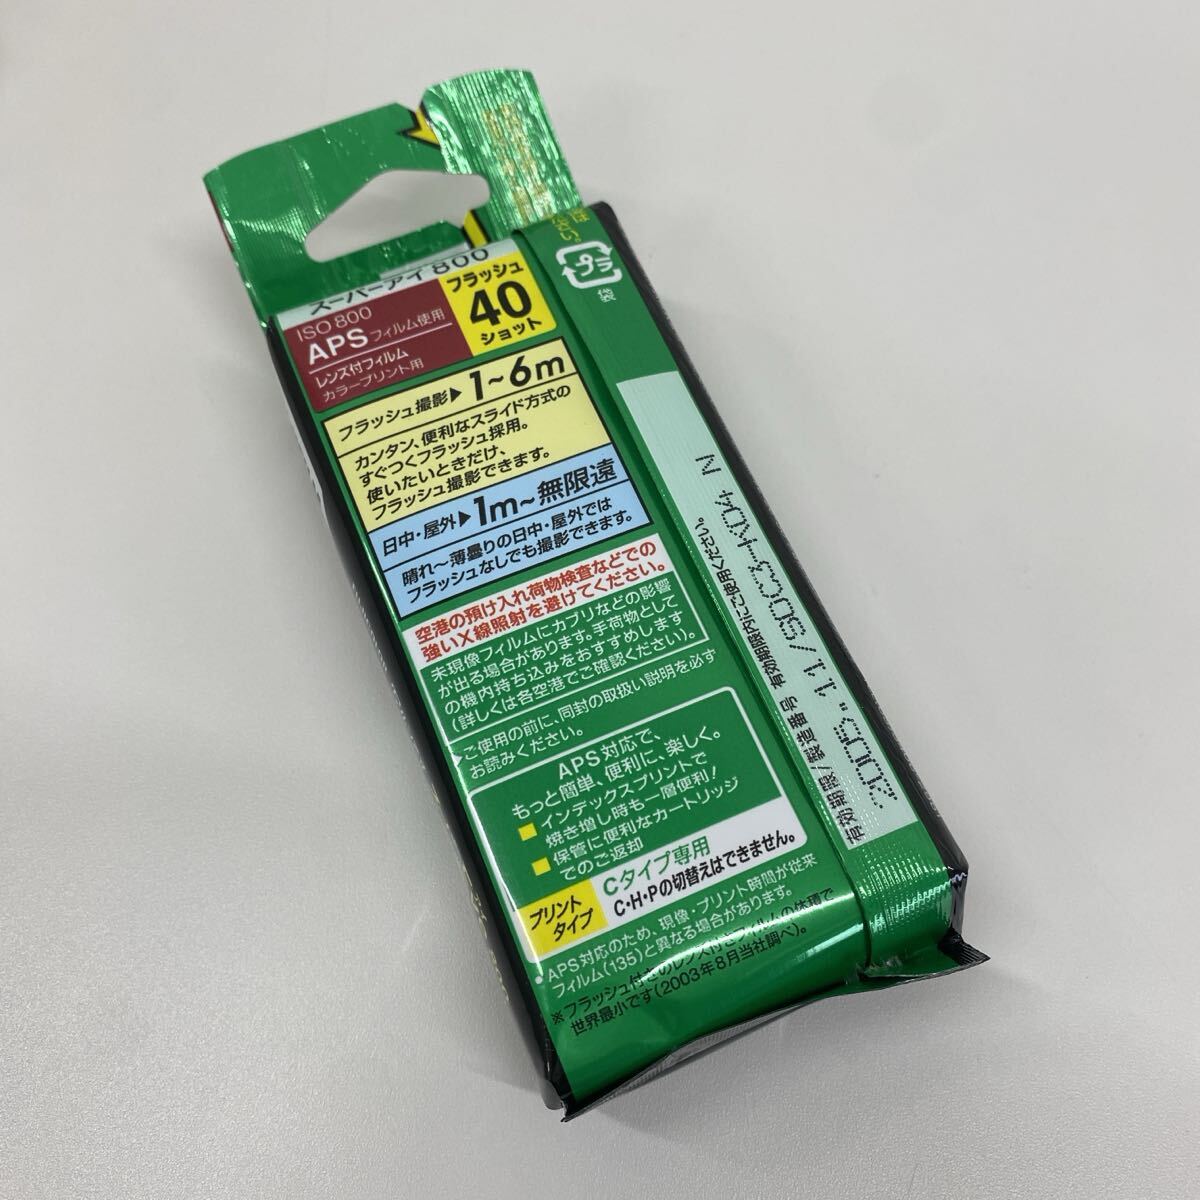 スーパーアイ800
ISO 800
APSフィルム使用
レンズ付フィルム
カラープリント用
フラッシュ
40
ショット
フラッシュ撮影▶1~6m
カンタン、便利なスライド方式の
すぐつくフラッシュ採用。
使いたいときだけ、
フラッシュ撮影できます。
日中・屋外▶1m~無限遠
晴れ~薄曇りの日中・屋外では
フラッシュなしでも撮影できます。
空港の預け入れ荷物検査などでの
強いX線照射を避けてください。
未現像フィルムにカブリなどの影響
が出る場合があります。手荷物として
の機内持ち込みをおすすめします
(詳しくは各空港でご確認ください)。
ご使用の前に、同封の取扱い説明を必ず
お読みください。
APS対応で、
もっと簡単、便利に、楽しく。
インデックスプリントで
焼き増し時も一層便利!
保管に便利なカートリッジ
でのご返却
プリント
タイプ
Cタイプ専用
C・H・Pの切替えはできません。
・APS対応のため、現像・プリント時間が従来
フィルム(135)と異なる場合があります。
※フラッシュ付きのレンズ付きフィルムの体積で
世界最小です(2003年8月当社調べ)。
プラ
袋
有効期限/製造番号 有効期限内にご使用ください。
2005.11
N